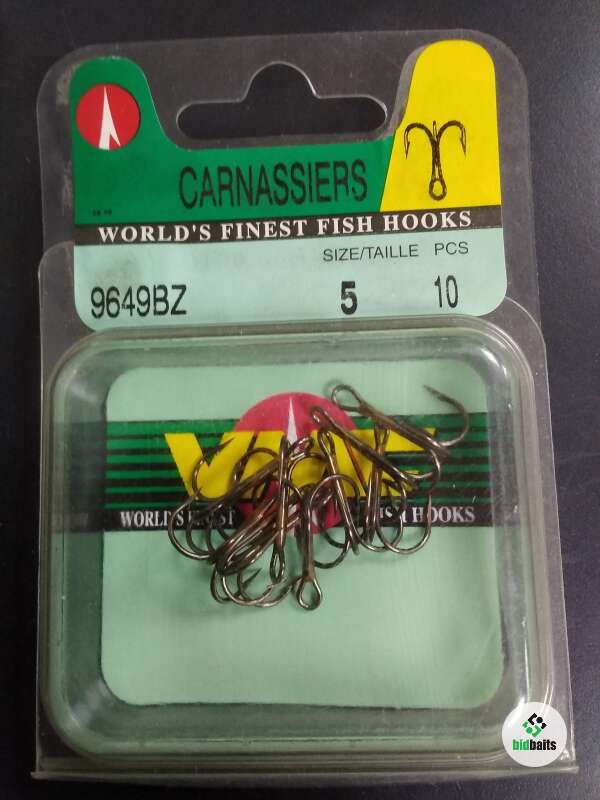 CARNASSIERS
WORLD'S FINEST FISH HOOKS
SIZE/TAILLE PCS
9649BZ 5 10
WORLD'S FINEST FISH HOOKS
bidbaits